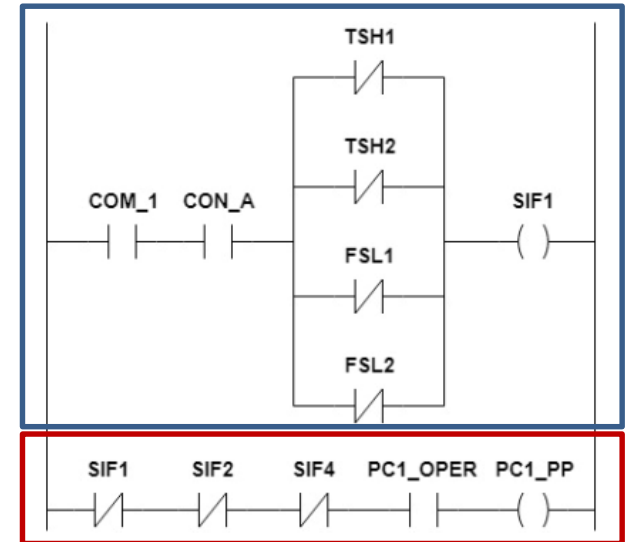 TSH1
TSH2
COM_1 CON_A SIF1
FSL1
FSL2
SIF1 SIF2 SIF4 PC1_OPER PC1_PP